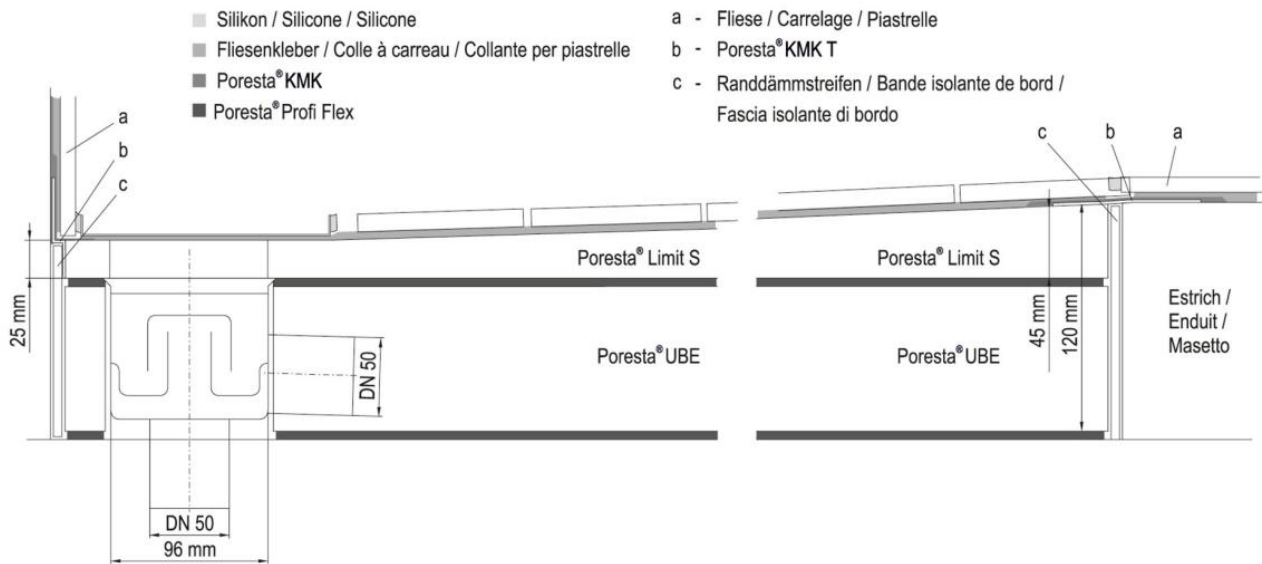 Silikon / Silicone / Silicone
Fliesenkleber / Colle à carreau / Collante per piastrelle
Poresta® KMK
Poresta® Profi Flex
a - Fliese / Carrelage / Piastrelle
b - Poresta® KMK T
c - Randdämmstreifen / Bande isolante de bord /
Fascia isolante di bordo
a
b
c
c
b
a
Poresta® Limit S
Poresta® Limit S
25 mm
45 mm
120 mm
Estrich /
Enduit /
Masetto
Poresta® UBE
Poresta® UBE
DN 50
DN 50
96 mm